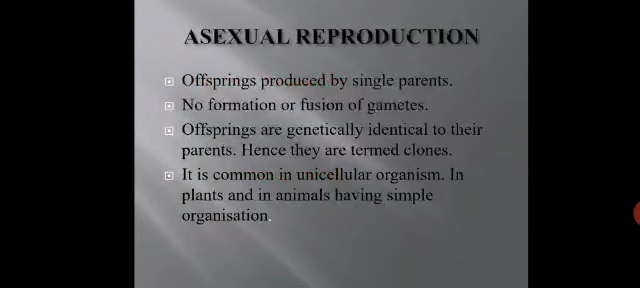 ASEXUAL REPRODUCTION
Offsprings produced by single parents.
No formation or fusion of gametes.
Offsprings are genetically identical to their
parents. Hence they are termed clones.
It is common in unicellular organism. In
plants and in animals having simple
organisation.